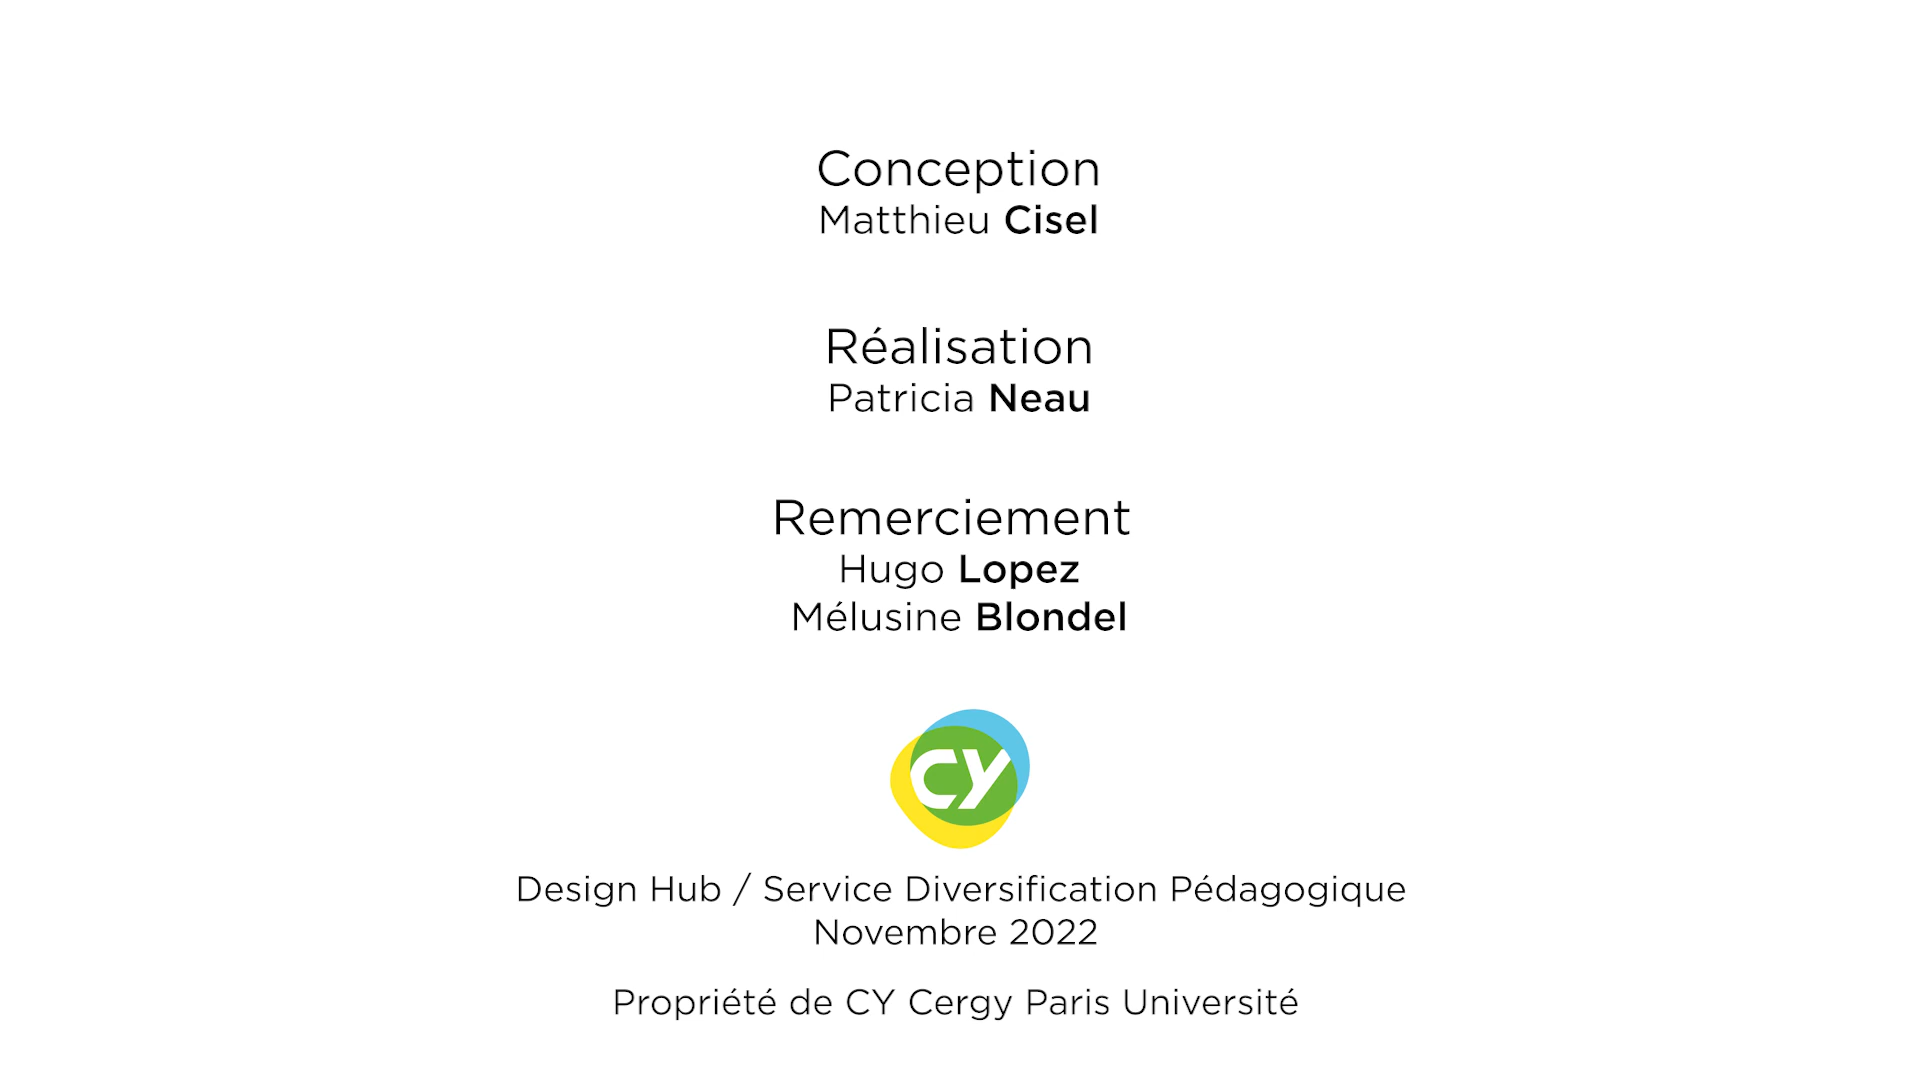 Conception
Matthieu Cisel
Réalisation
Patricia Neau
Remerciement
Hugo Lopez
Mélusine Blondel
CY
Design Hub / Service Diversification Pédagogique
Novembre 2022
Propriété de CY Cergy Paris Université